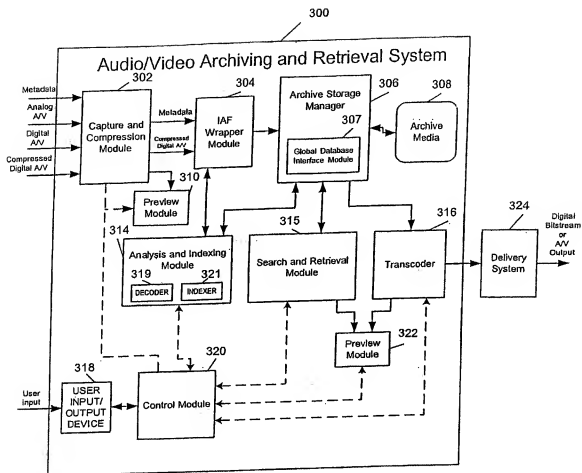 300
Audio/Video Archiving and Retrieval System
302
304
306
308
Metadata
Analog
A/V
Digital
A/V
Compressed
Digital A/V
Capture and
Compression
Module
Metadata
Compressed
Digital A/V
IAF
Wrapper
Module
Archive Storage
Manager
307
Global Database
Interface Module
Archive
Media
310
Preview
Module
314
Analysis and Indexing
Module
319
DECODER
321
INDEXER
315
Search and Retrieval
Module
316
Transcoder
324
Delivery
System
Digital
Bitstream
or
A/V
Output
Preview
Module
322
318
320
User
input
USER
INPUT/
OUTPUT
DEVICE
Control Module